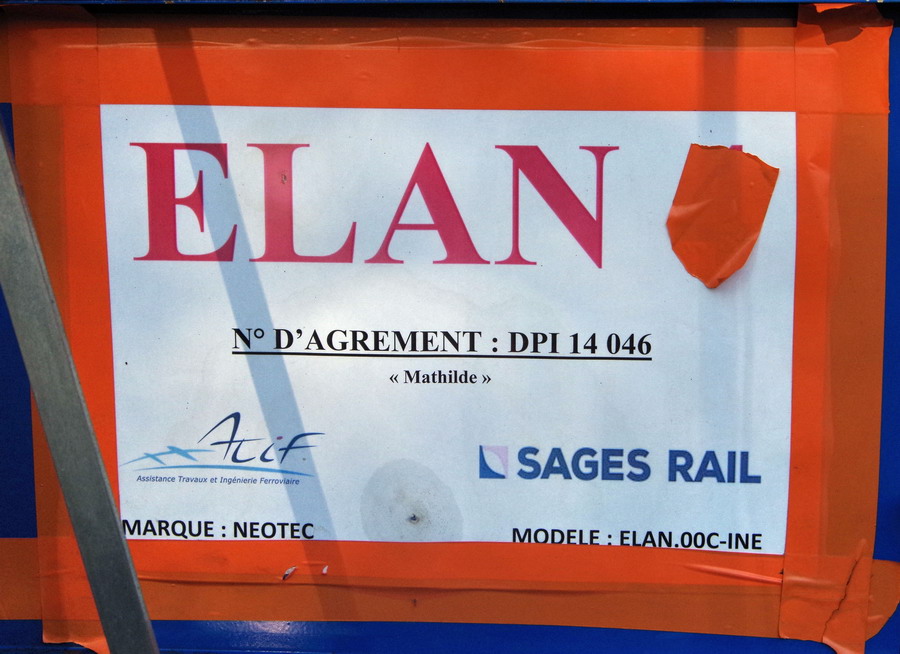 ELAN
N° D'AGREMENT : DPI 14 046
« Mathilde »
ATIF
Assistance Travaux et Ingénierie Ferroviaire
SAGES RAIL
MARQUE : NEOTEC
MODELE : ELAN.00C-INE